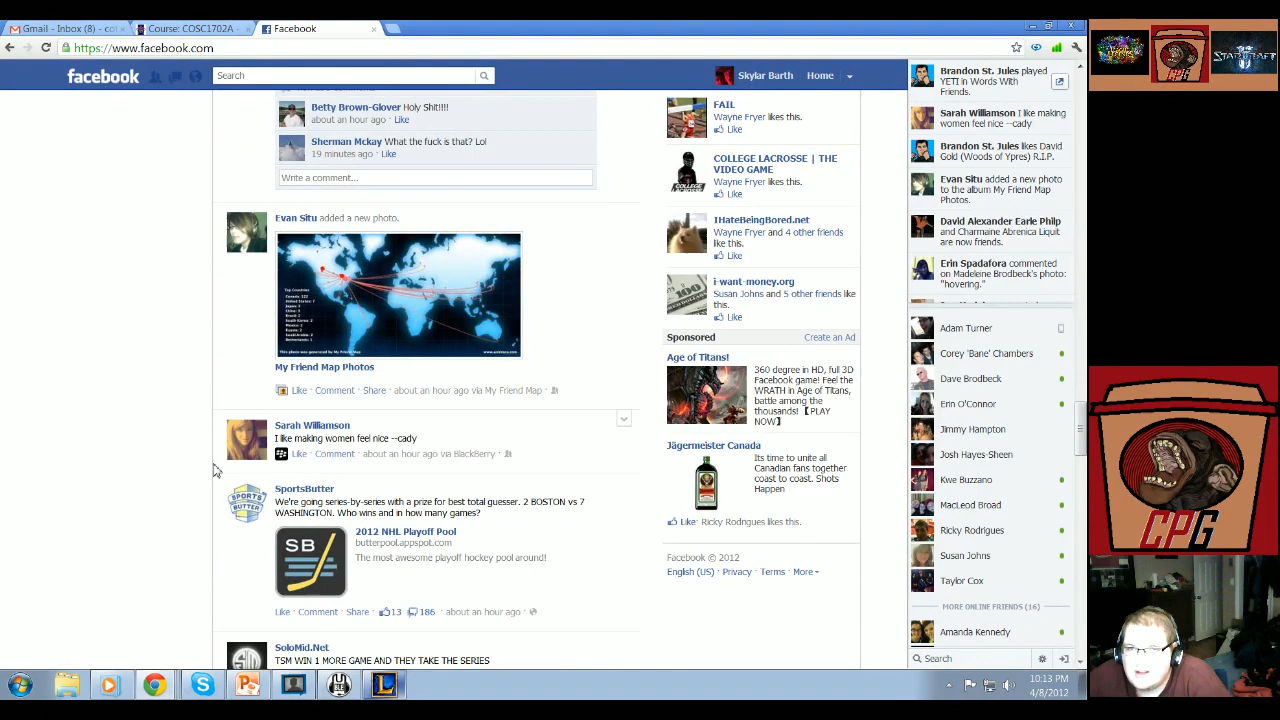 Gmail - Inbox (8) - co
Course: COSC1702A -
Facebook
https://www.facebook.com
facebook
Search
Skylar Barth
Home
Betty Brown-Glover Holy Shit!!!!
about an hour ago · Like
Sherman Mckay What the fuck is that? Lol
19 minutes ago · Like
Write a comment...
Evan Situ added a new photo.
Top Countries
My Friend Map Photos
Like · Comment · Share · about an hour ago via My Friend Map ·
Sarah Williamson
I like making women feel nice --cady
Like · Comment · about an hour ago via BlackBerry ·
SPORTS
BUTTER
SportsButter
We're going series-by-series with a prize for best total guesser. 2 BOSTON vs 7
WASHINGTON. Who wins and in how many games?
SB
2012 NHL Playoff Pool
butterpool.appspot.com
The most awesome playoff hockey pool around!
Like · Comment · Share · 13 186 · about an hour ago ·
SoloMid.Net
TSM WIN 1 MORE GAME AND THEY TAKE THE SERIES
FAIL
Wayne Fryer likes this.
Like
COLLEGE LACROSSE
COLLEGE LACROSSE | THE
VIDEO GAME
Wayne Fryer likes this.
Like
IHateBeingBored.net
Wayne Fryer and 4 other friends
like this.
Like
100
i-want-money.org
Susan Johns and 5 other friends like
this.
Like
Sponsored
Create an Ad
Age of Titans!
360 degree in HD, full 3D
Facebook game! Feel the
WRATH in Age of Titans,
battle among the
thousands! 【PLAY
NOW】
Jägermeister Canada
Its time to unite all
Canadian fans together
coast to coast. Shots
Happen
Like · Ricky Rodrigues likes this.
Facebook © 2012
English (US) · Privacy · Terms · More
Brandon St. Jules played
YETI in Words With
Friends.
Sarah Williamson I like making
women feel nice --cady
Brandon St. Jules likes David
Gold (Woods of Ypres) R.I.P.
Evan Situ added a new photo
to the album My Friend Map
Photos.
David Alexander Earle Philp
and Charmaine Abrenica Liquit
are now friends.
Erin Spadafora commented
on Madelene Brodbeck's photo:
"hovering."
Adam Turner
Corey 'Bane' Chambers
Dave Brodbeck
Erin O'Connor
Jimmy Hampton
Josh Hayes-Sheen
Kwe Buzzano
MacLeod Broad
Ricky Rodrigues
Susan Johns
Taylor Cox
MORE ONLINE FRIENDS (16)
Amanda Kennedy
Search
STARCRAFT
CPG
10:13 PM
4/8/2012